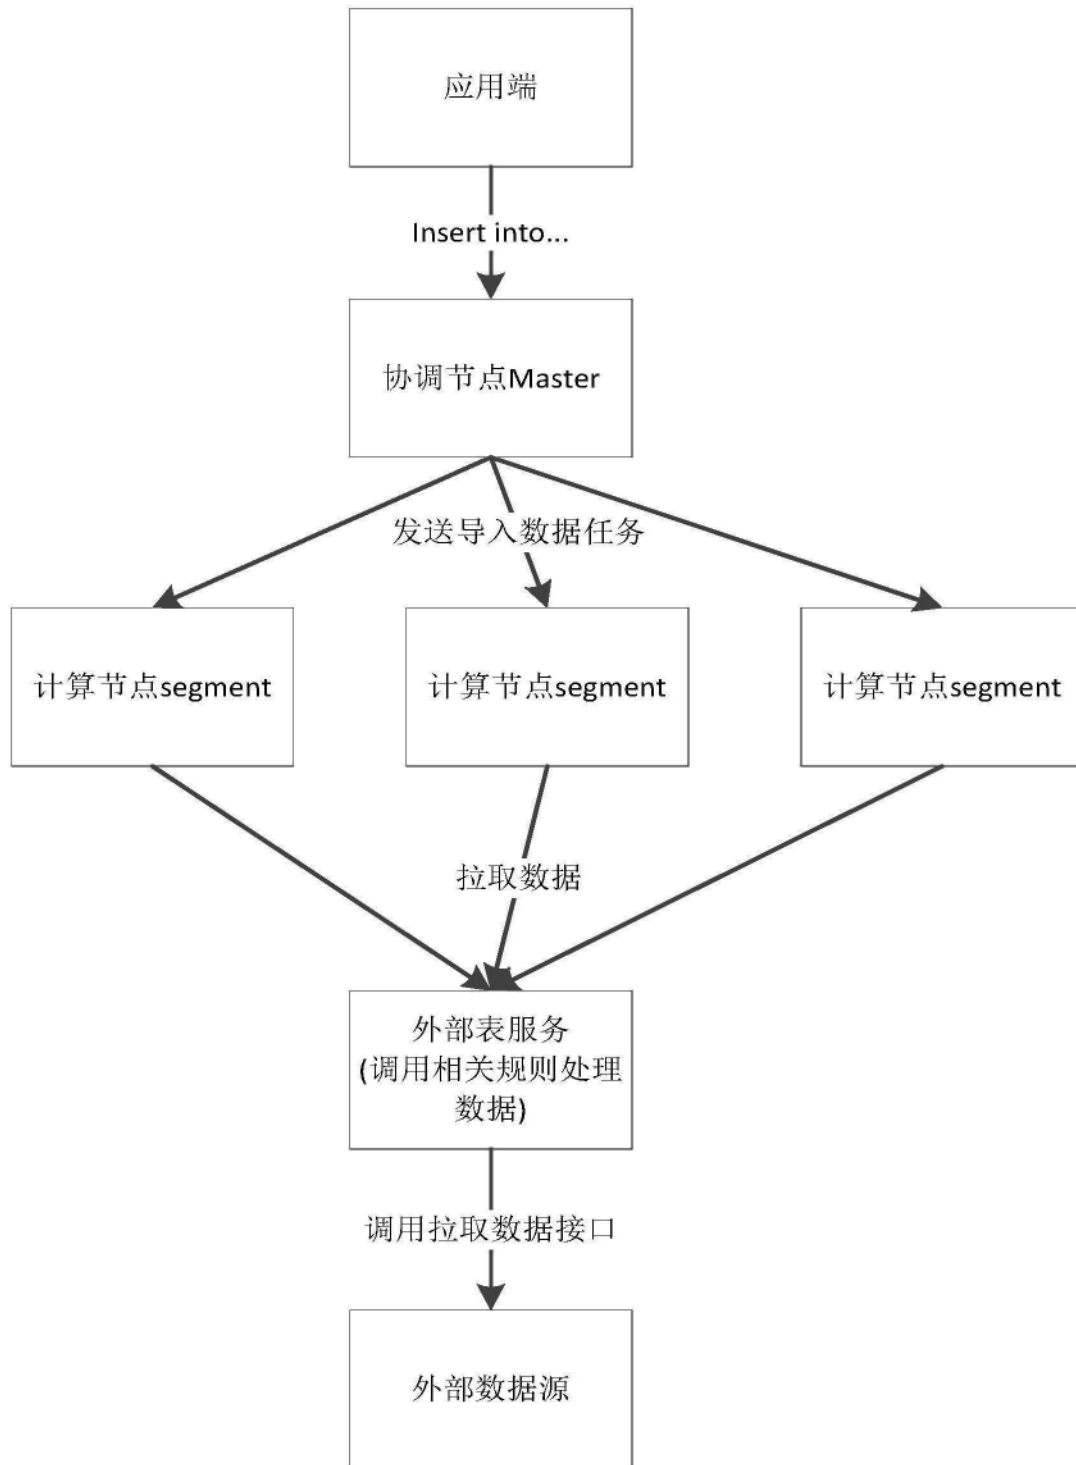 应用端
Insert into...
协调节点Master
发送导入数据任务
计算节点segment
计算节点segment
计算节点segment
拉取数据
外部表服务
(调用相关规则处理
数据)
调用拉取数据接口
外部数据源